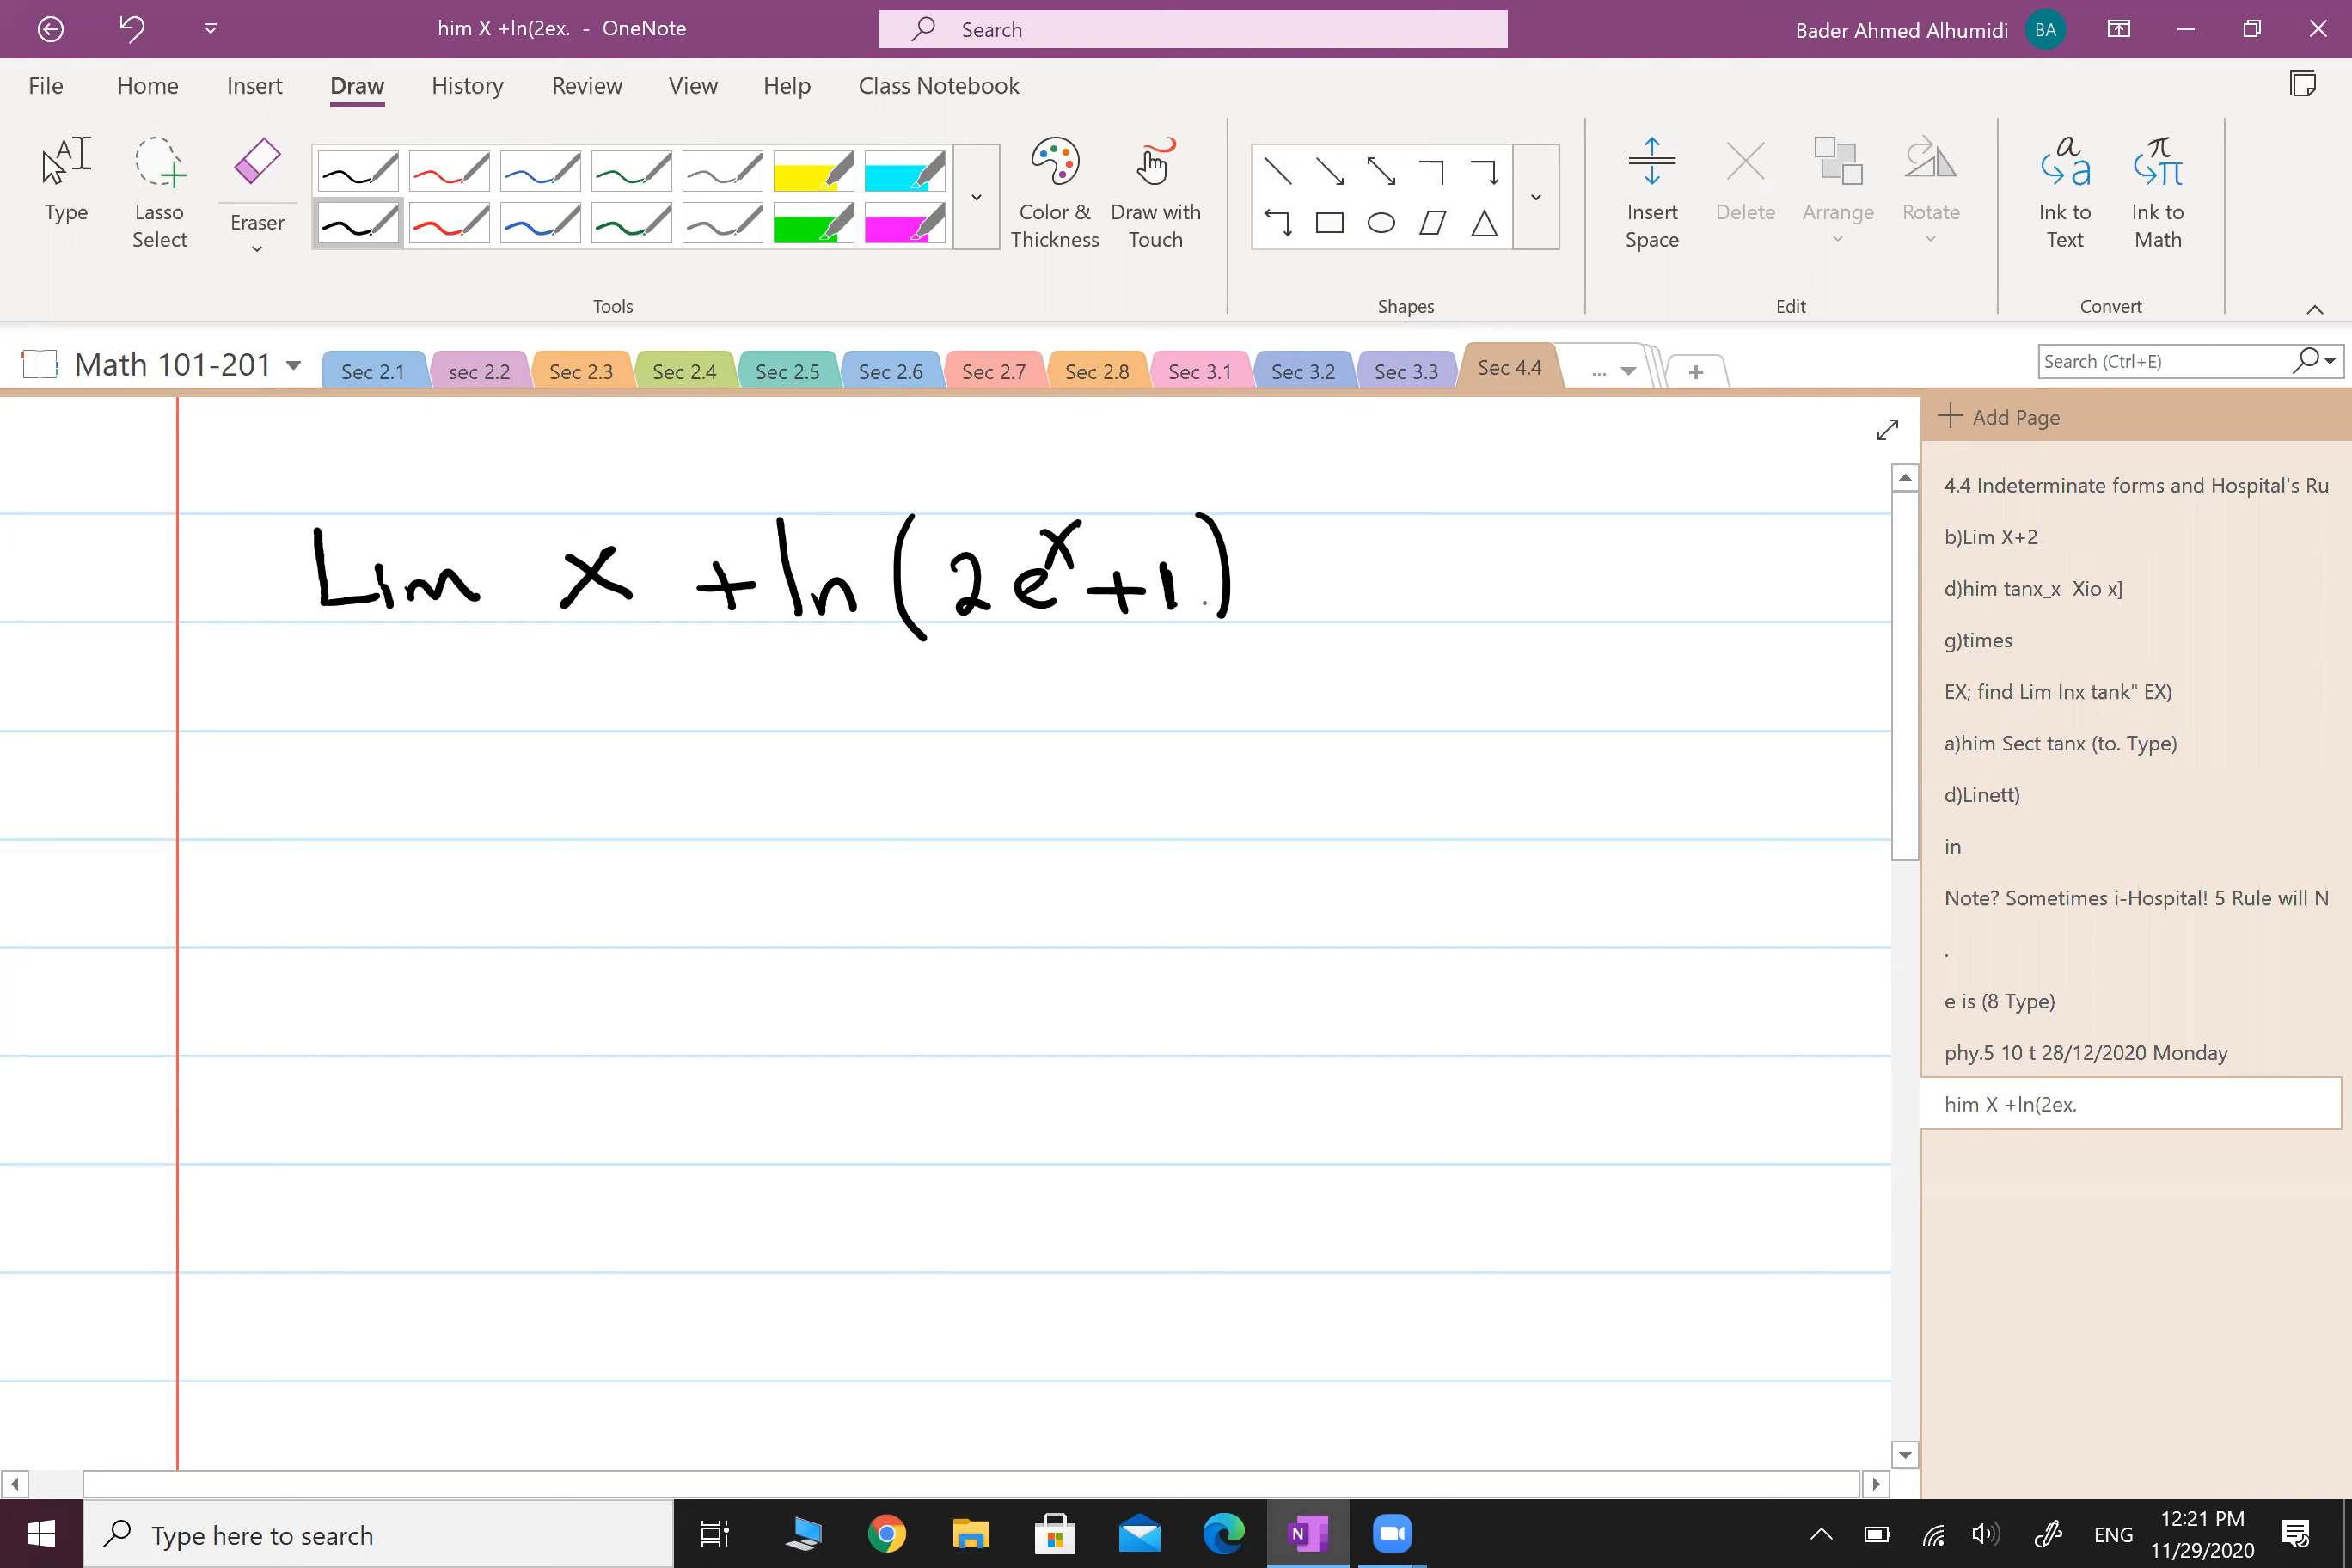 him X +ln(2ex. - OneNote
Search
Bader Ahmed Alhumidi
BA
File
Home
Insert
Draw
History
Review
View
Help
Class Notebook
Type
Lasso Select
Eraser
Color & Thickness
Draw with Touch
Insert Space
Delete
Arrange
Rotate
Ink to Text
Ink to Math
Tools
Shapes
Edit
Convert
Math 101-201
Sec 2.1
sec 2.2
Sec 2.3
Sec 2.4
Sec 2.5
Sec 2.6
Sec 2.7
Sec 2.8
Sec 3.1
Sec 3.2
Sec 3.3
Sec 4.4
...
Search (Ctrl+E)
Lim x + ln (2e^x + 1)
Add Page
4.4 Indeterminate forms and Hospital's Ru
b)Lim X+2
d)him tanx_x Xio x]
g)times
EX; find Lim Inx tank" EX)
a)him Sect tanx (to. Type)
d)Linett)
in
Note? Sometimes i-Hospital! 5 Rule will N
.
e is (8 Type)
phy.5 10 t 28/12/2020 Monday
him X +ln(2ex.
Type here to search
ENG
12:21 PM
11/29/2020